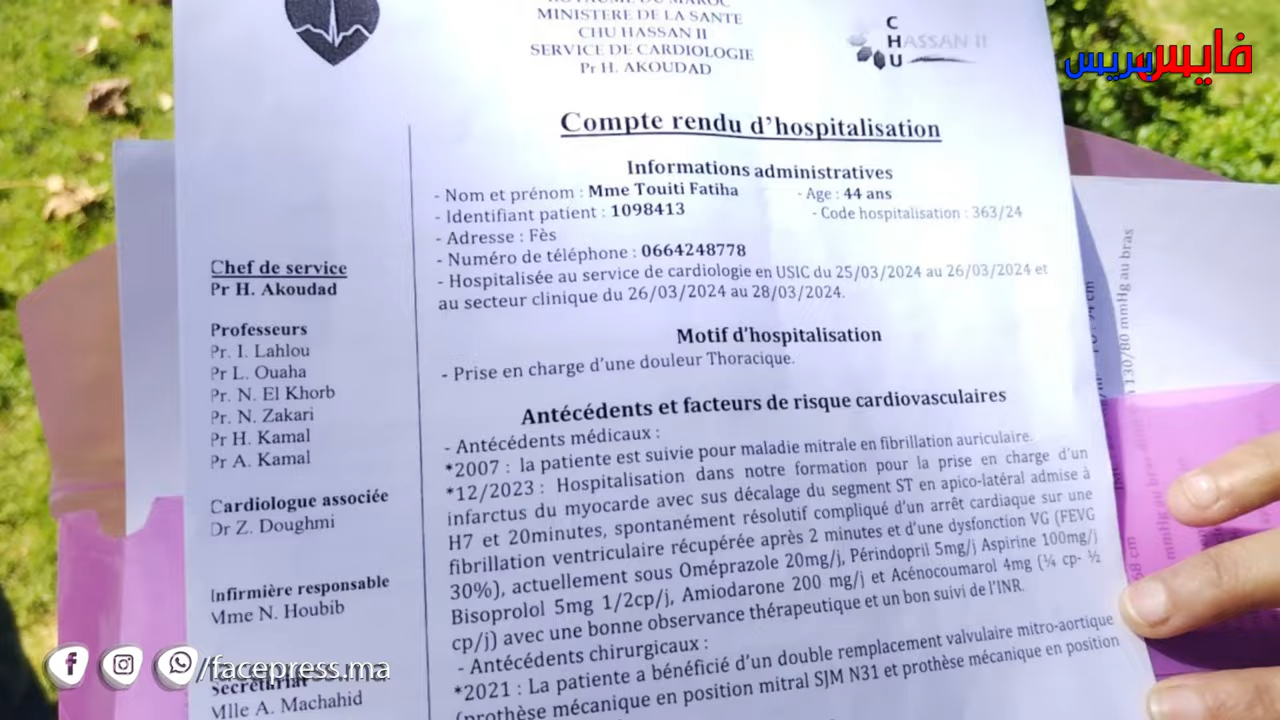 ROYAUME DU MAROC
MINISTERE DE LA SANTE
CHU HASSAN II
SERVICE DE CARDIOLOGIE
Pr H. AKOUDAD
CHU
HASSAN II
فايس بريس
Compte rendu d'hospitalisation
Informations administratives
- Nom et prénom : Mme Touiti Fatiha - Age : 44 ans
- Identifiant patient : 1098413 - Code hospitalisation : 363/24
- Adresse : Fès
- Numéro de téléphone : 0664248778
- Hospitalisée au service de cardiologie en USIC du 25/03/2024 au 26/03/2024 et
au secteur clinique du 26/03/2024 au 28/03/2024.
Motif d'hospitalisation
- Prise en charge d'une douleur Thoracique.
Antécédents et facteurs de risque cardiovasculaires
- Antécédents médicaux :
*2007 : la patiente est suivie pour maladie mitrale en fibrillation auriculaire.
*12/2023 : Hospitalisation dans notre formation pour la prise en charge d'un
infarctus du myocarde avec sus décalage du segment ST en apico-latéral admise à
H7 et 20minutes, spontanément résolutif compliqué d'un arrêt cardiaque sur une
fibrillation ventriculaire récupérée après 2 minutes et d'une dysfonction VG (FEVG
30%), actuellement sous Oméprazole 20mg/j, Périndopril 5mg/j Aspirine 100mg/j
Bisoprolol 5mg 1/2cp/j, Amiodarone 200 mg/j et Acénocoumarol 4mg (¼ cp- ½
cp/j) avec une bonne observance thérapeutique et un bon suivi de l'INR.
- Antécédents chirurgicaux :
*2021 : La patiente a bénéficié d'un double remplacement valvulaire mitro-aortique
(prothèse mécanique en position mitral SJM N31 et prothèse mécanique en position
Chef de service
Pr H. Akoudad
Professeurs
Pr. I. Lahlou
Pr L. Ouaha
Pr. N. El Khorb
Pr. N. Zakari
Pr H. Kamal
Pr A. Kamal
Cardiologue associée
Dr Z. Doughmi
Infirmière responsable
Mme N. Houbib
Secrétariat
Mlle A. Machahid
/facepress.ma
130/80 mmHg au bras